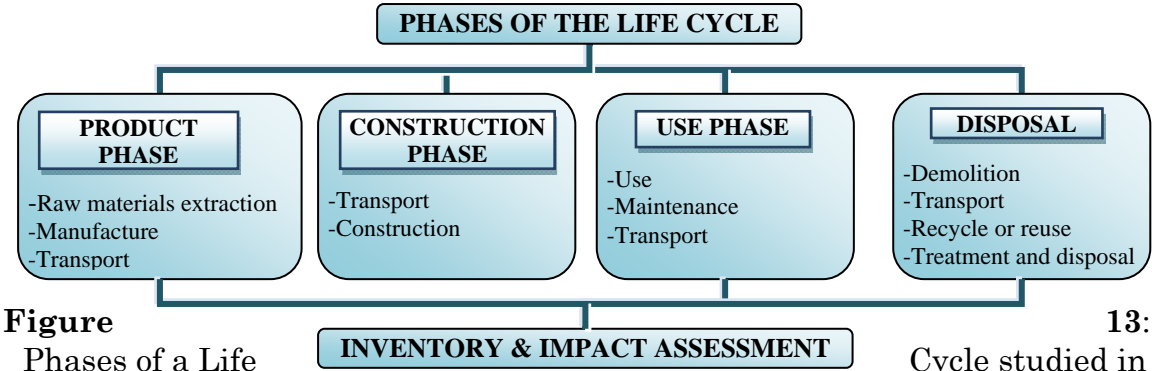 PHASES OF THE LIFE CYCLE
PRODUCT
PHASE
-Raw materials extraction
-Manufacture
-Transport
CONSTRUCTION
PHASE
-Transport
-Construction
USE PHASE
-Use
-Maintenance
-Transport
DISPOSAL
-Demolition
-Transport
-Recycle or reuse
-Treatment and disposal
INVENTORY & IMPACT ASSESSMENT
Figure 13:
Phases of a Life Cycle studied in